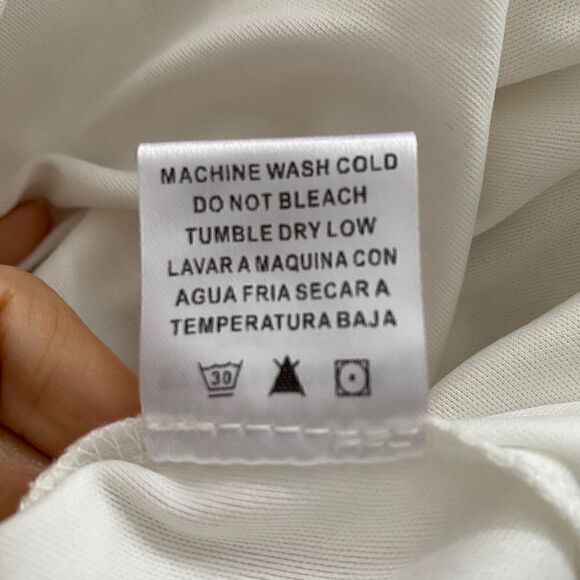 MACHINE WASH COLD
DO NOT BLEACH
TUMBLE DRY LOW
LAVAR A MAQUINA CON
AGUA FRIA SECAR A
TEMPERATURA BAJA
30